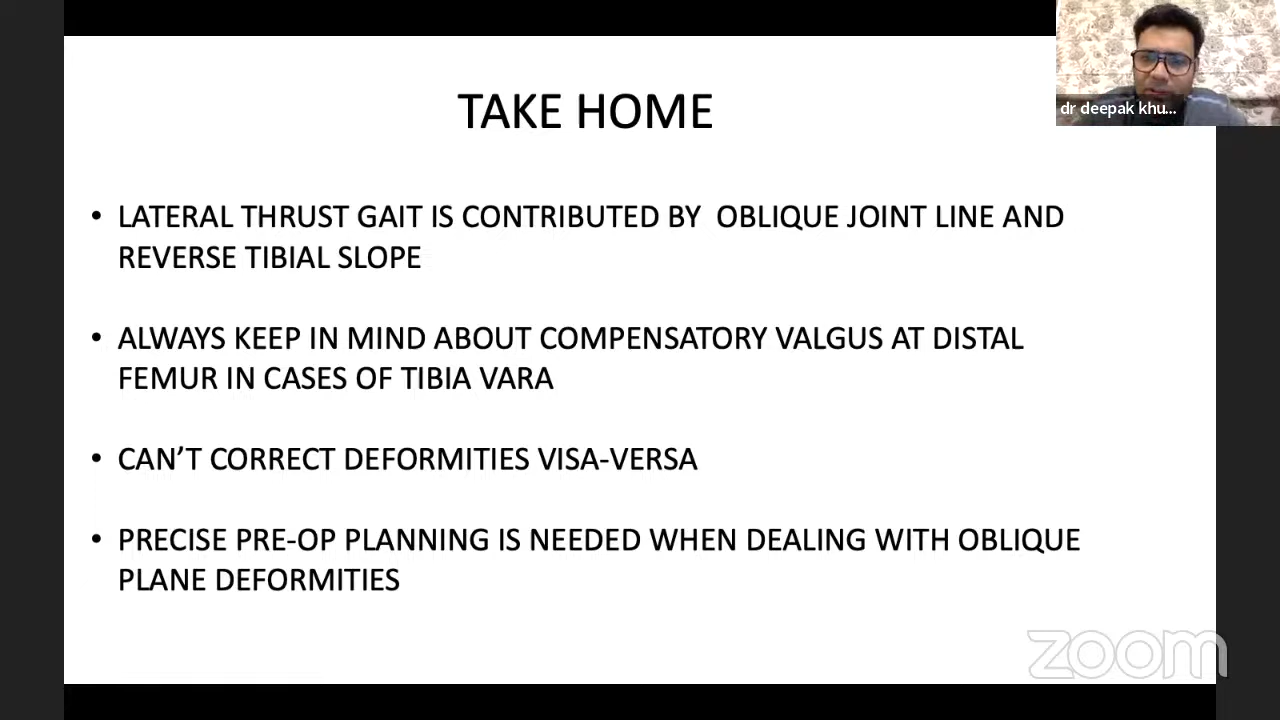 TAKE HOME
dr deepak khu...
• LATERAL THRUST GAIT IS CONTRIBUTED BY OBLIQUE JOINT LINE AND
REVERSE TIBIAL SLOPE
• ALWAYS KEEP IN MIND ABOUT COMPENSATORY VALGUS AT DISTAL
FEMUR IN CASES OF TIBIA VARA
• CAN’T CORRECT DEFORMITIES VISA-VERSA
• PRECISE PRE-OP PLANNING IS NEEDED WHEN DEALING WITH OBLIQUE
PLANE DEFORMITIES
zoom